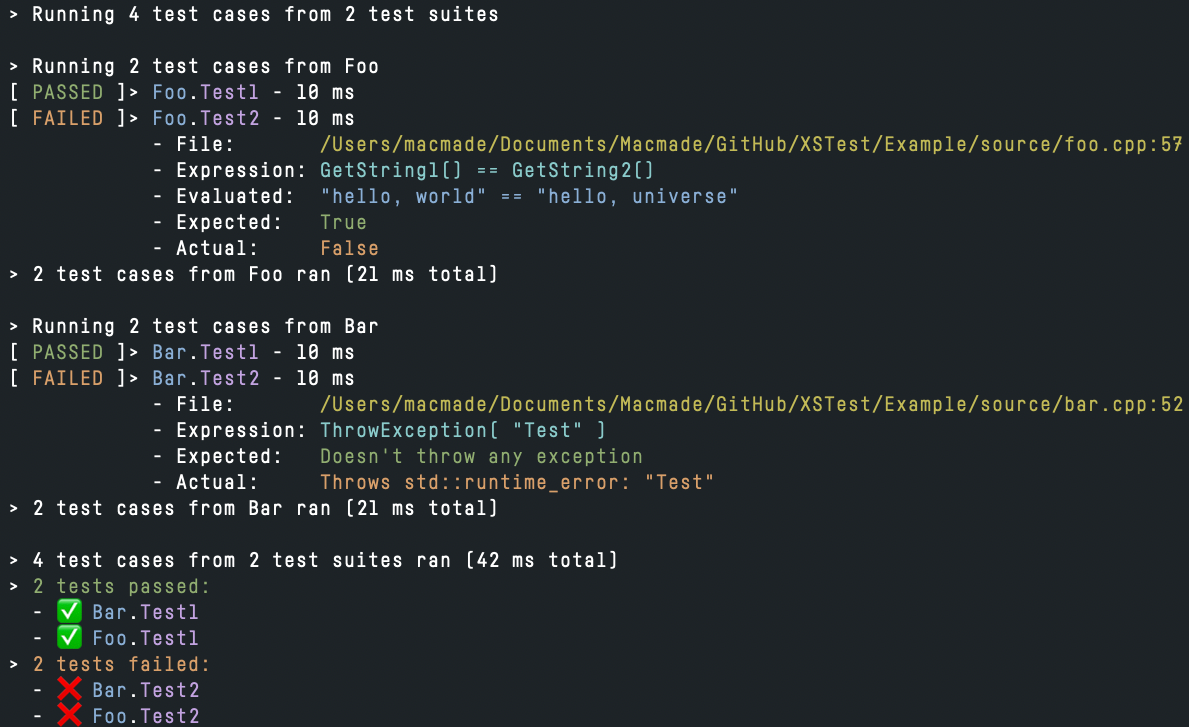 > Running 4 test cases from 2 test suites
> Running 2 test cases from Foo
[ PASSED ]> Foo.Test1 - 10 ms
[ FAILED ]> Foo.Test2 - 10 ms
- File: /Users/macmade/Documents/Macmade/GitHub/XSTest/Example/source/foo.cpp:57
- Expression: GetString1() == GetString2()
- Evaluated: "hello, world" == "hello, universe"
- Expected: True
- Actual: False
> 2 test cases from Foo ran (21 ms total)
> Running 2 test cases from Bar
[ PASSED ]> Bar.Test1 - 10 ms
[ FAILED ]> Bar.Test2 - 10 ms
- File: /Users/macmade/Documents/Macmade/GitHub/XSTest/Example/source/bar.cpp:52
- Expression: ThrowException( "Test" )
- Expected: Doesn't throw any exception
- Actual: Throws std::runtime_error: "Test"
> 2 test cases from Bar ran (21 ms total)
> 4 test cases from 2 test suites ran (42 ms total)
> 2 tests passed:
- ✅ Bar.Test1
- ✅ Foo.Test1
> 2 tests failed:
- ❌ Bar.Test2
- ❌ Foo.Test2